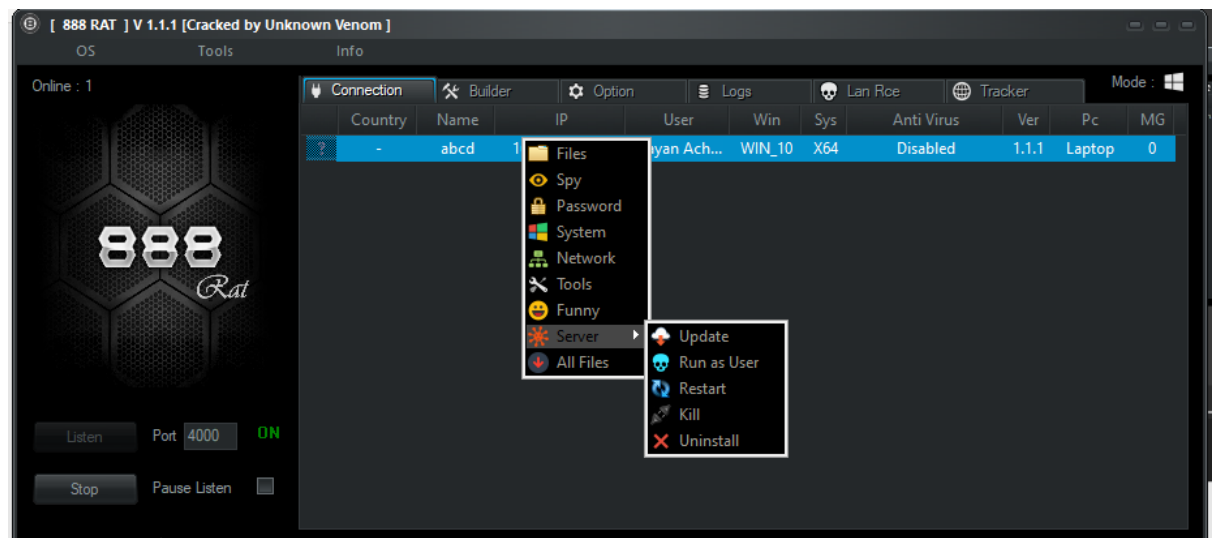 [ 888 RAT ] V 1.1.1 [Cracked by Unknown Venom ]
OS Tools Info
Online : 1
Connection Builder Option Logs Lan Rce Tracker Mode :
Country Name IP User Win Sys Anti Virus Ver Pc MG
? - abcd WIN_10 X64 Disabled 1.1.1 Laptop 0
Files
Spy
Password
System
Network
Tools
Funny
Server
All Files
Update
Run as User
Restart
Kill
Uninstall
888
Rat
Listen Port 4000 ON
Stop Pause Listen